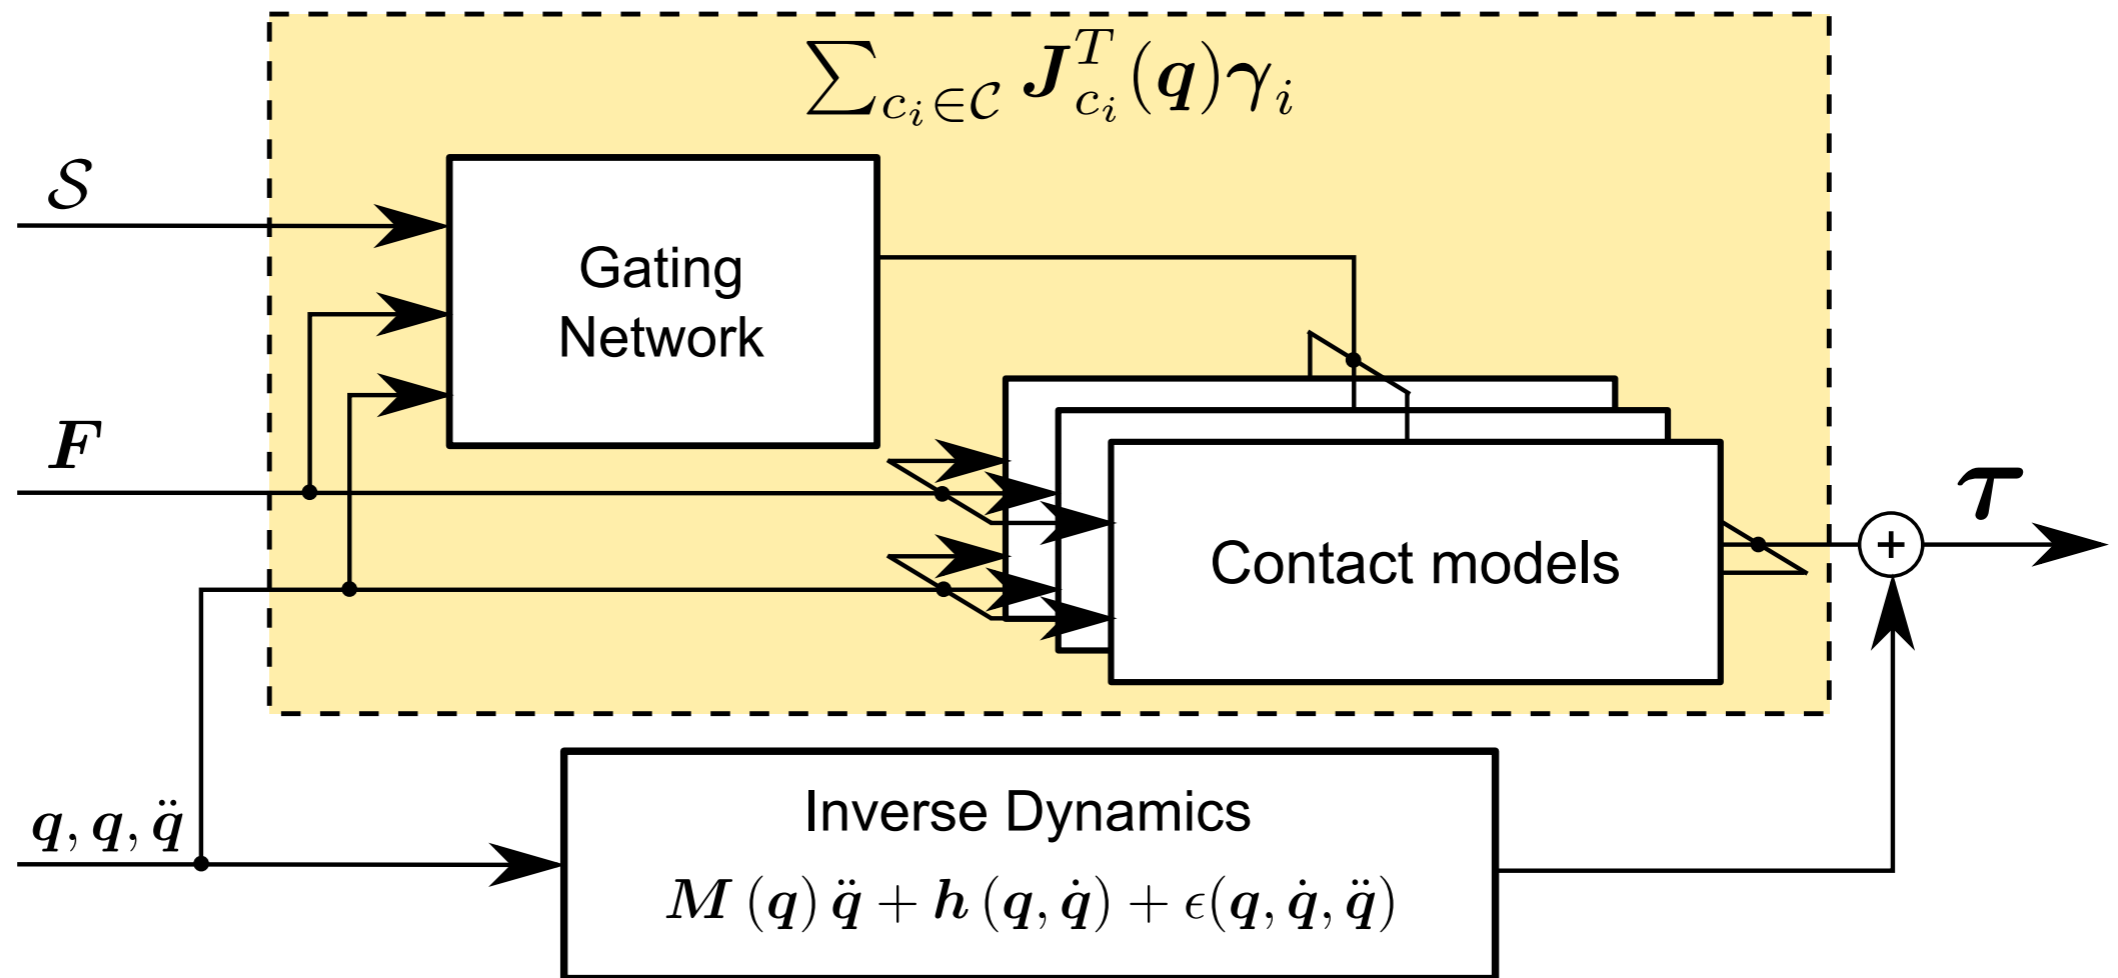 ∑_{c_i∈𝒞} J^T_{c_i}(q)γ_i
𝒮
Gating
Network
F
Contact models
τ
+
q, q, q̈
Inverse Dynamics
M (q) q̈ + h (q, q̇) + ϵ(q, q̇, q̈)